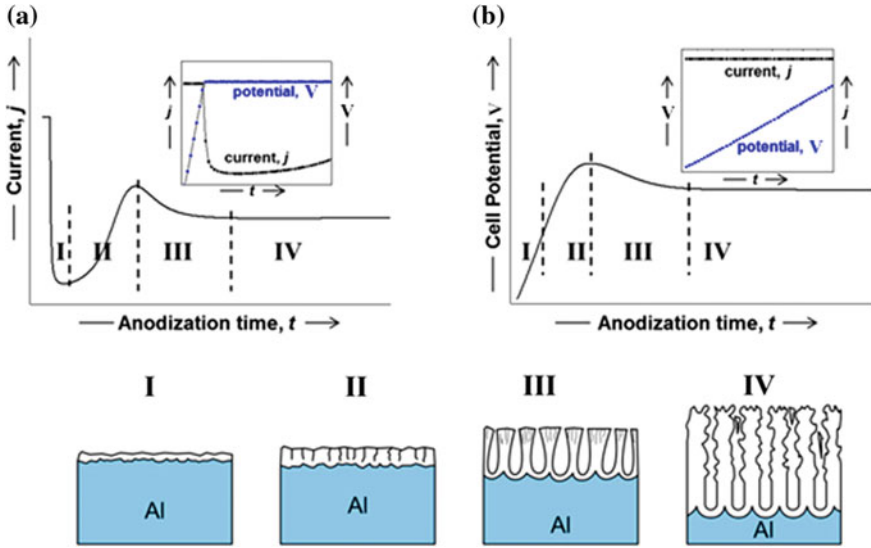 (a)
Current, j
j
potential, V
V
current, j
t
I II III IV
Anodization time, t
(b)
Cell Potential, V
V
current, j
j
potential, V
t
I II III IV
Anodization time, t
I II III IV
Al Al Al Al